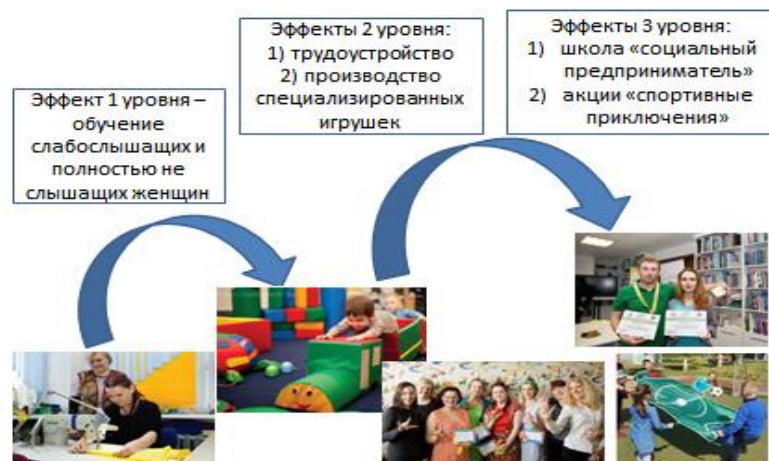 Эффект 1 уровня –
обучение
слабослышащих и
полностью не
слышащих женщин
Эффекты 2 уровня:
1) трудоустройство
2) производство
специализированных
игрушек
Эффекты 3 уровня:
1) школа «социальный
предприниматель»
2) акции «спортивные
приключения»